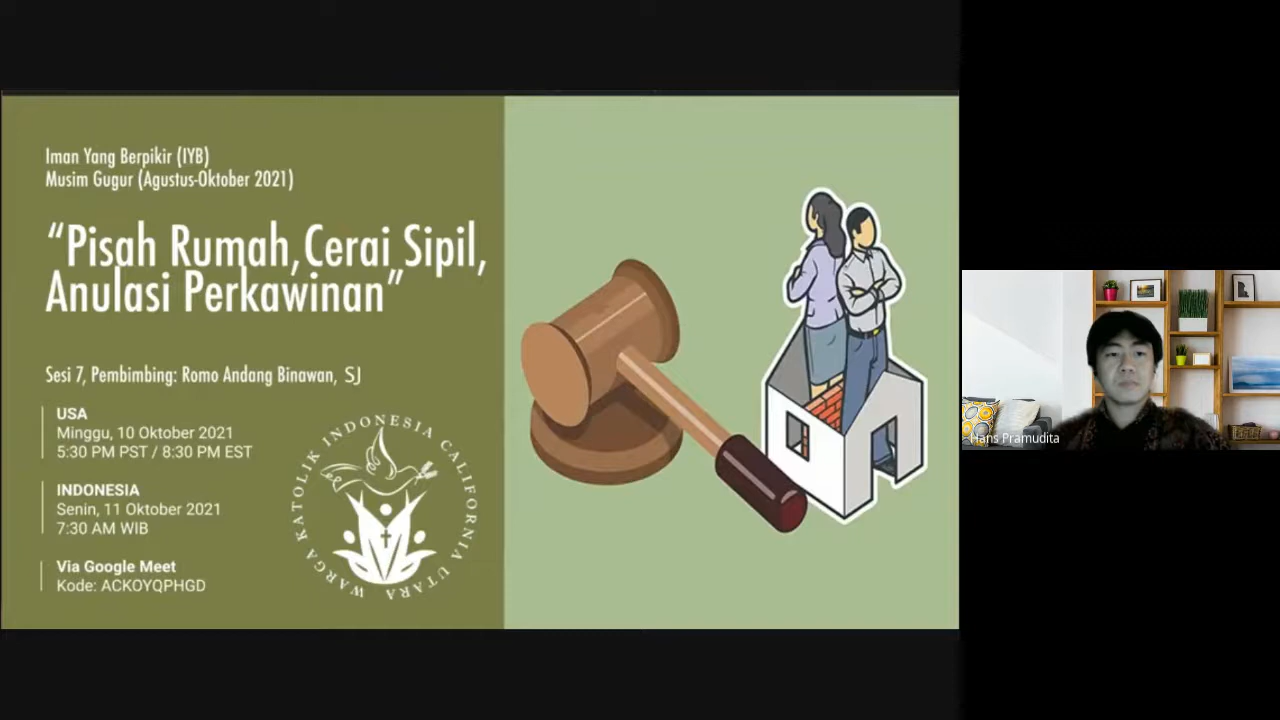 Iman Yang Berpikir (IYB)
Musim Gugur (Agustus-Oktober 2021)
“Pisah Rumah,Cerai Sipil,
Anulasi Perkawinan”
Sesi 7, Pembimbing: Romo Andang Binawan, SJ
USA
Minggu, 10 Oktober 2021
5:30 PM PST / 8:30 PM EST
INDONESIA
Senin, 11 Oktober 2021
7:30 AM WIB
Via Google Meet
Kode: ACKOYQPHGD
WARGA KATOLIK INDONESIA CALIFORNIA UTARA
Hans Pramudita